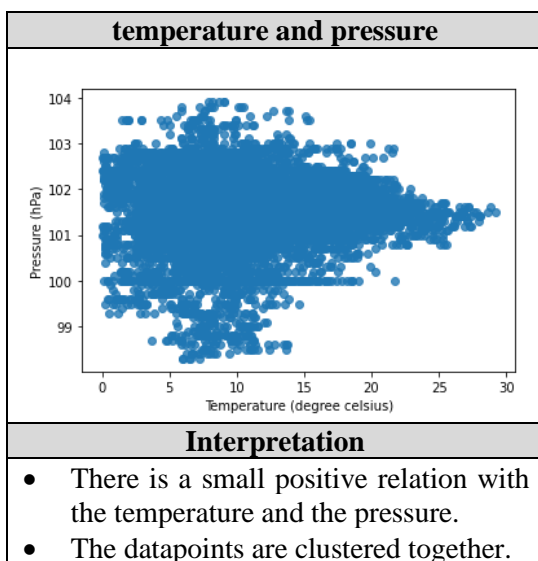 temperature and pressure
104
103
102
101
100
99
Pressure (hPa)
0 5 10 15 20 25 30
Temperature (degree celsius)
Interpretation
• There is a small positive relation with
the temperature and the pressure.
• The datapoints are clustered together.